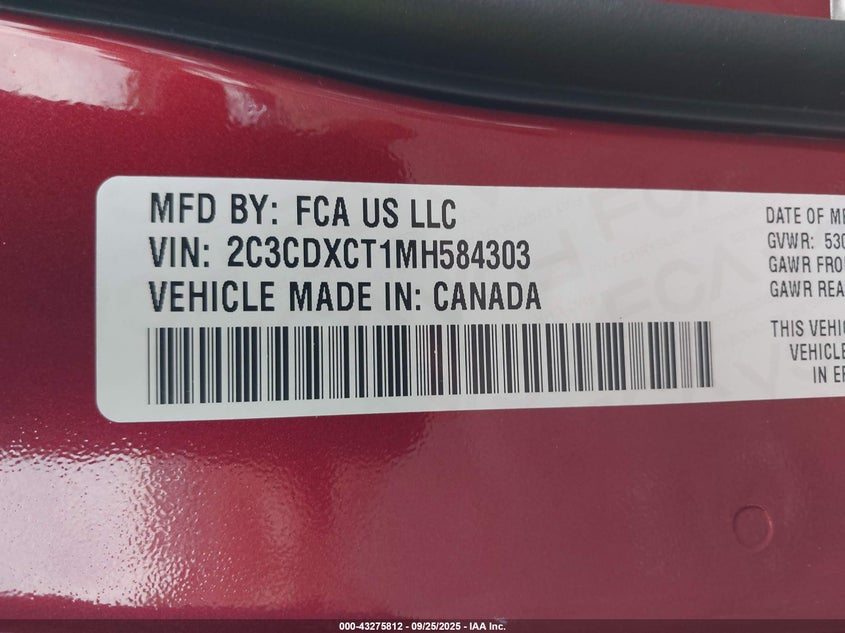 MFD BY: FCA US LLC
VIN: 2C3CDXCT1MH584303
VEHICLE MADE IN: CANADA
DATE OF
GVWR: 530
GAWR
GAWR
THIS
VEHICLE
IN
000-43275812 - 09/25/2025 - IAA Inc.